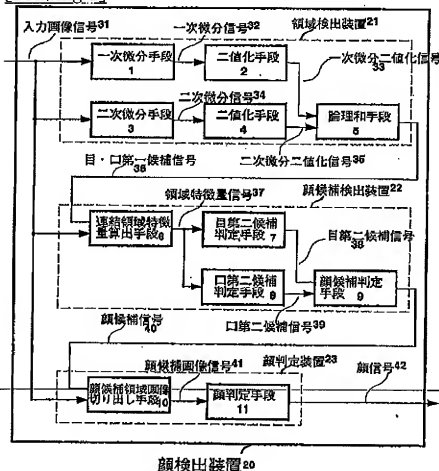 入力画像信号31
一次微分信号32
領域検出装置21
一次微分手段
1
二値化手段
2
一次微分二値化信号
33
二次微分信号34
二次微分手段
3
二値化手段
4
論理和手段
5
二次微分二値化信号35
目・口第一候補信号
36
領域特徴量信号37
顔候補検出装置22
連結領域特徴
量算出手段6
目第二候補
判定手段 7
目第二候補信号
38
口第二候補
判定手段 8
顔候補判定
手段 9
口第二候補信号39
顔候補信号
40
顔候補画像信号41
顔判定装置23
顔信号42
顔候補領域画像
切り出し手段10
顔判定手段
11
顔検出装置20